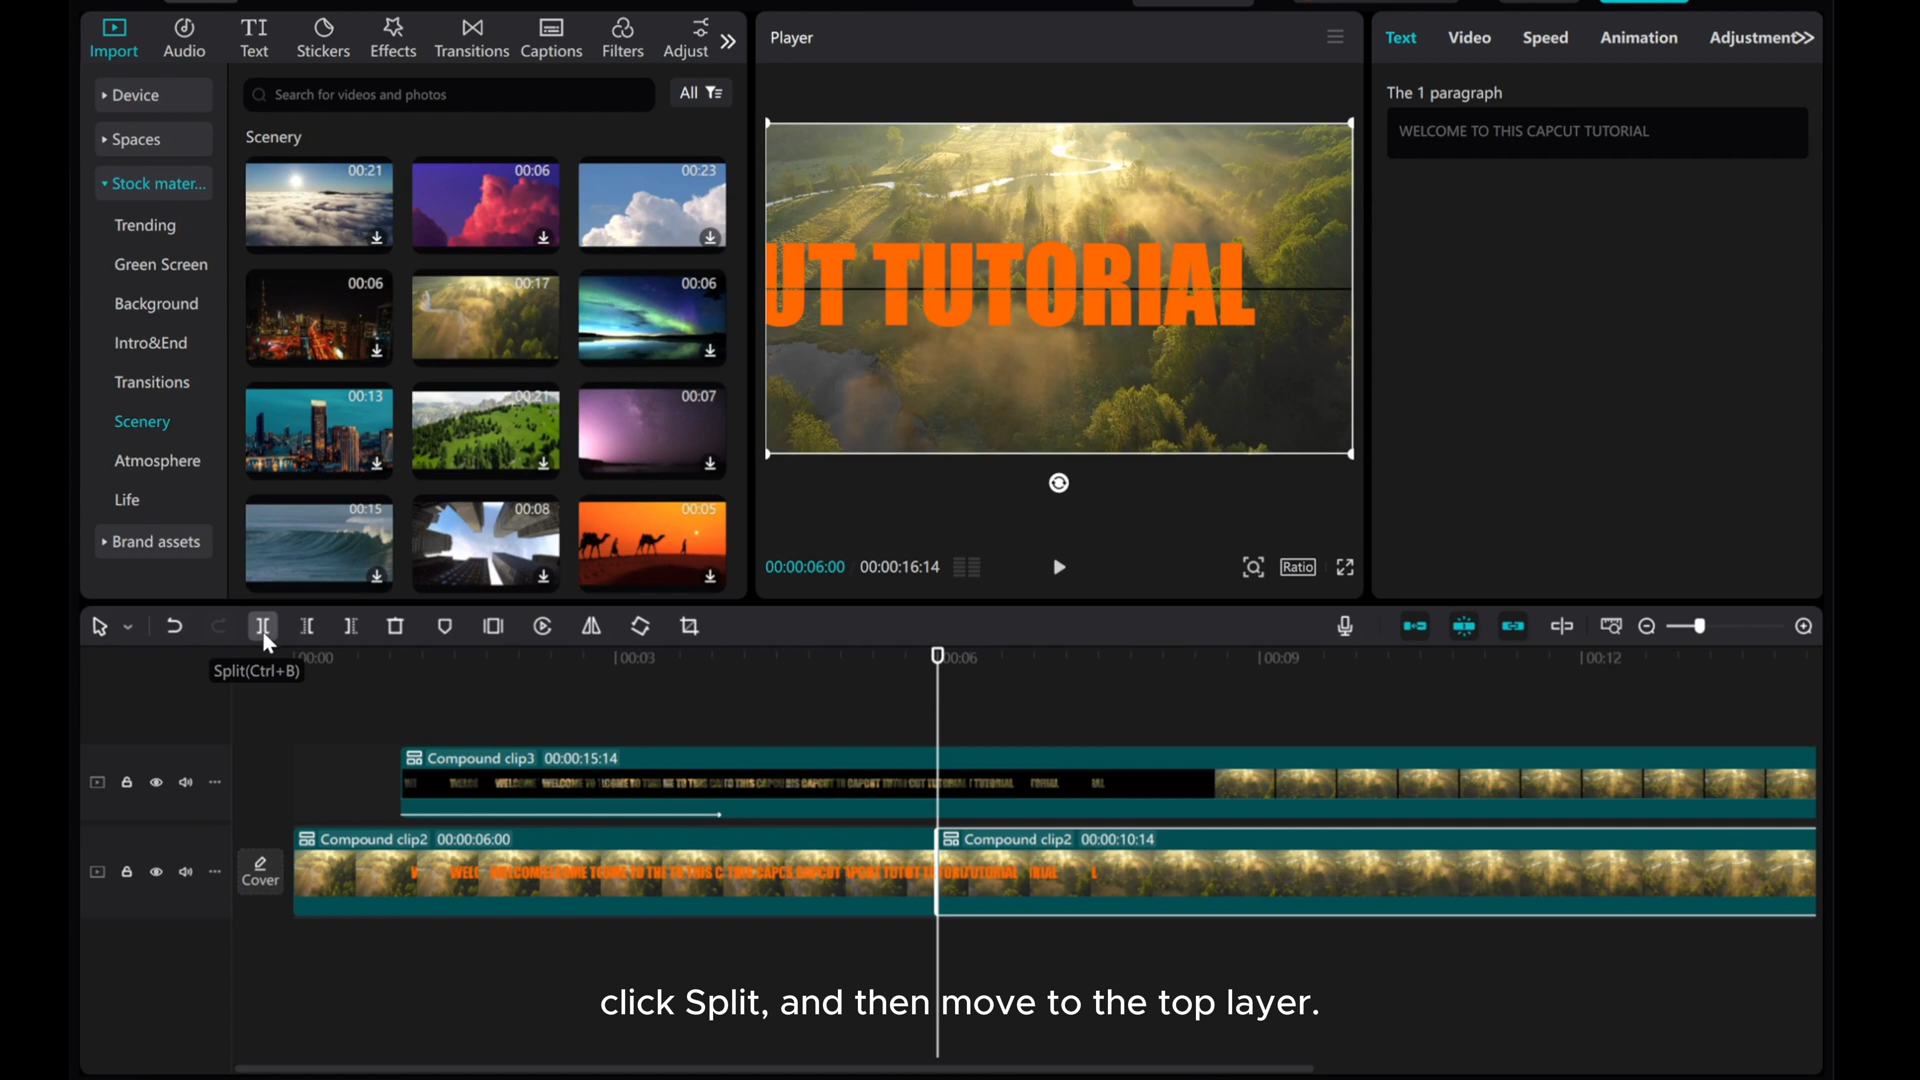 Import
Audio
Text
Stickers
Effects
Transitions
Captions
Filters
Adjust
Device
Spaces
Stock mater...
Trending
Green Screen
Background
Intro&End
Transitions
Scenery
Atmosphere
Life
Brand assets
Search for videos and photos
All
Scenery
00:21
00:06
00:23
00:06
00:17
00:06
00:13
00:21
00:07
00:15
00:08
00:05
Player
UT TUTORIAL
00:00:06:00
00:00:16:14
Ratio
Text
Video
Speed
Animation
Adjustment
The 1 paragraph
WELCOME TO THIS CAPCUT TUTORIAL
Split(Ctrl+B)
00:00
00:03
00:06
00:09
00:12
Compound clip3 00:00:15:14
Cover
Compound clip2 00:00:06:00
Compound clip2 00:00:10:14
click Split, and then move to the top layer.